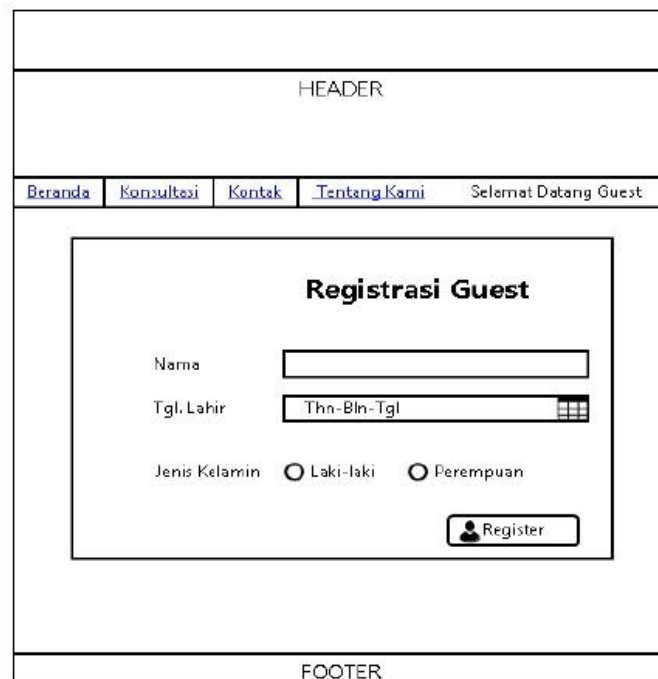 HEADER
Beranda Konsultasi Kontak Tentang Kami Selamat Datang Guest
Registrasi Guest
Nama
Tgl. Lahir Thn-Bln-Tgl
Jenis Kelamin Laki-laki Perempuan
Register
FOOTER